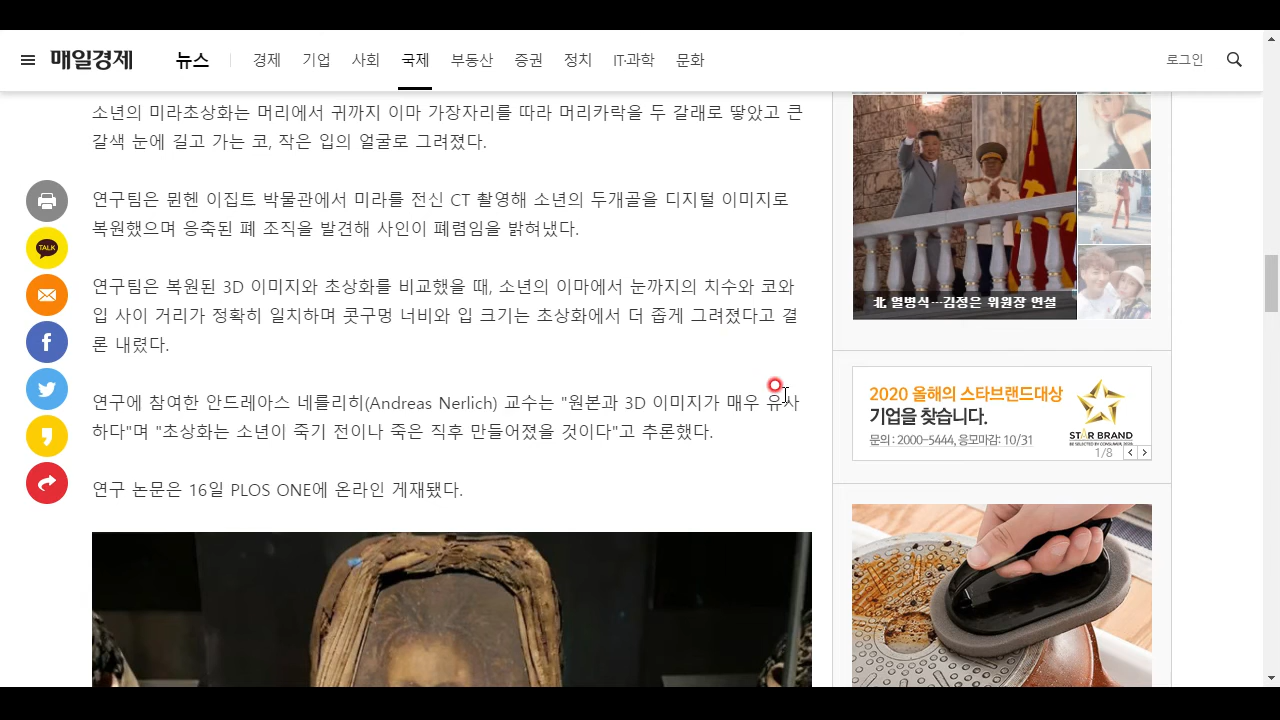 매일경제 뉴스 경제 기업 사회 국제 부동산 증권 정치 IT·과학 문화 로그인
소년의 미라초상화는 머리에서 귀까지 이마 가장자리를 따라 머리카락을 두 갈래로 땋았고 큰
갈색 눈에 길고 가는 코, 작은 입의 얼굴로 그려졌다.
연구팀은 뮌헨 이집트 박물관에서 미라를 전신 CT 촬영해 소년의 두개골을 디지털 이미지로
복원했으며 응축된 폐 조직을 발견해 사인이 폐렴임을 밝혀냈다.
연구팀은 복원된 3D 이미지와 초상화를 비교했을 때, 소년의 이마에서 눈까지의 치수와 코와
입 사이 거리가 정확히 일치하며 콧구멍 너비와 입 크기는 초상화에서 더 좁게 그려졌다고 결
론 내렸다.
연구에 참여한 안드레아스 네를리히(Andreas Nerlich) 교수는 "원본과 3D 이미지가 매우 유사
하다"며 "초상화는 소년이 죽기 전이나 죽은 직후 만들어졌을 것이다"고 추론했다.
연구 논문은 16일 PLOS ONE에 온라인 게재됐다.
TALK
北 열병식…김정은 위원장 연설
2020 올해의 스타브랜드대상
기업을 찾습니다.
문의 : 2000-5444, 응모마감: 10/31
STAR BRAND
1/8